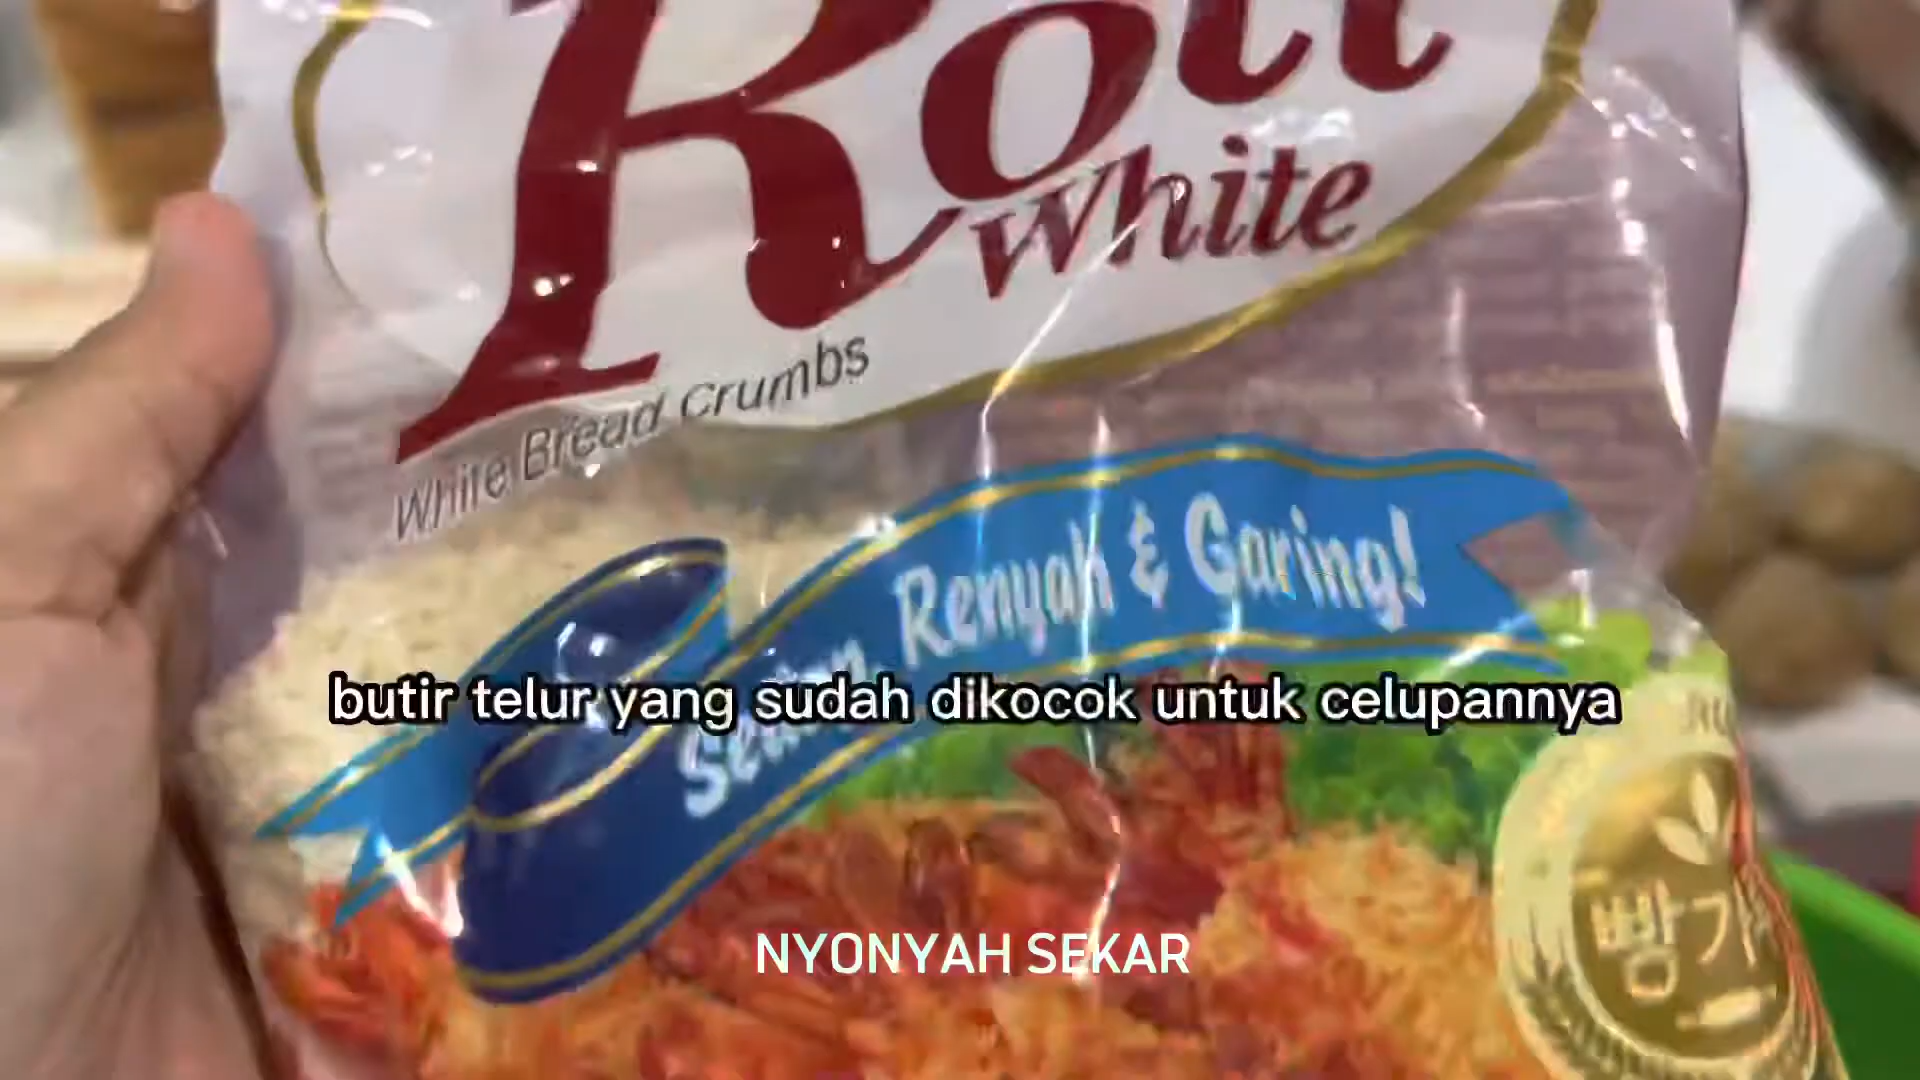 Roti
White
White Bread Crumbs
Renyah & Garing!
butir telur yang sudah dikocok untuk celupannya
NYONYAH SEKAR
빵가